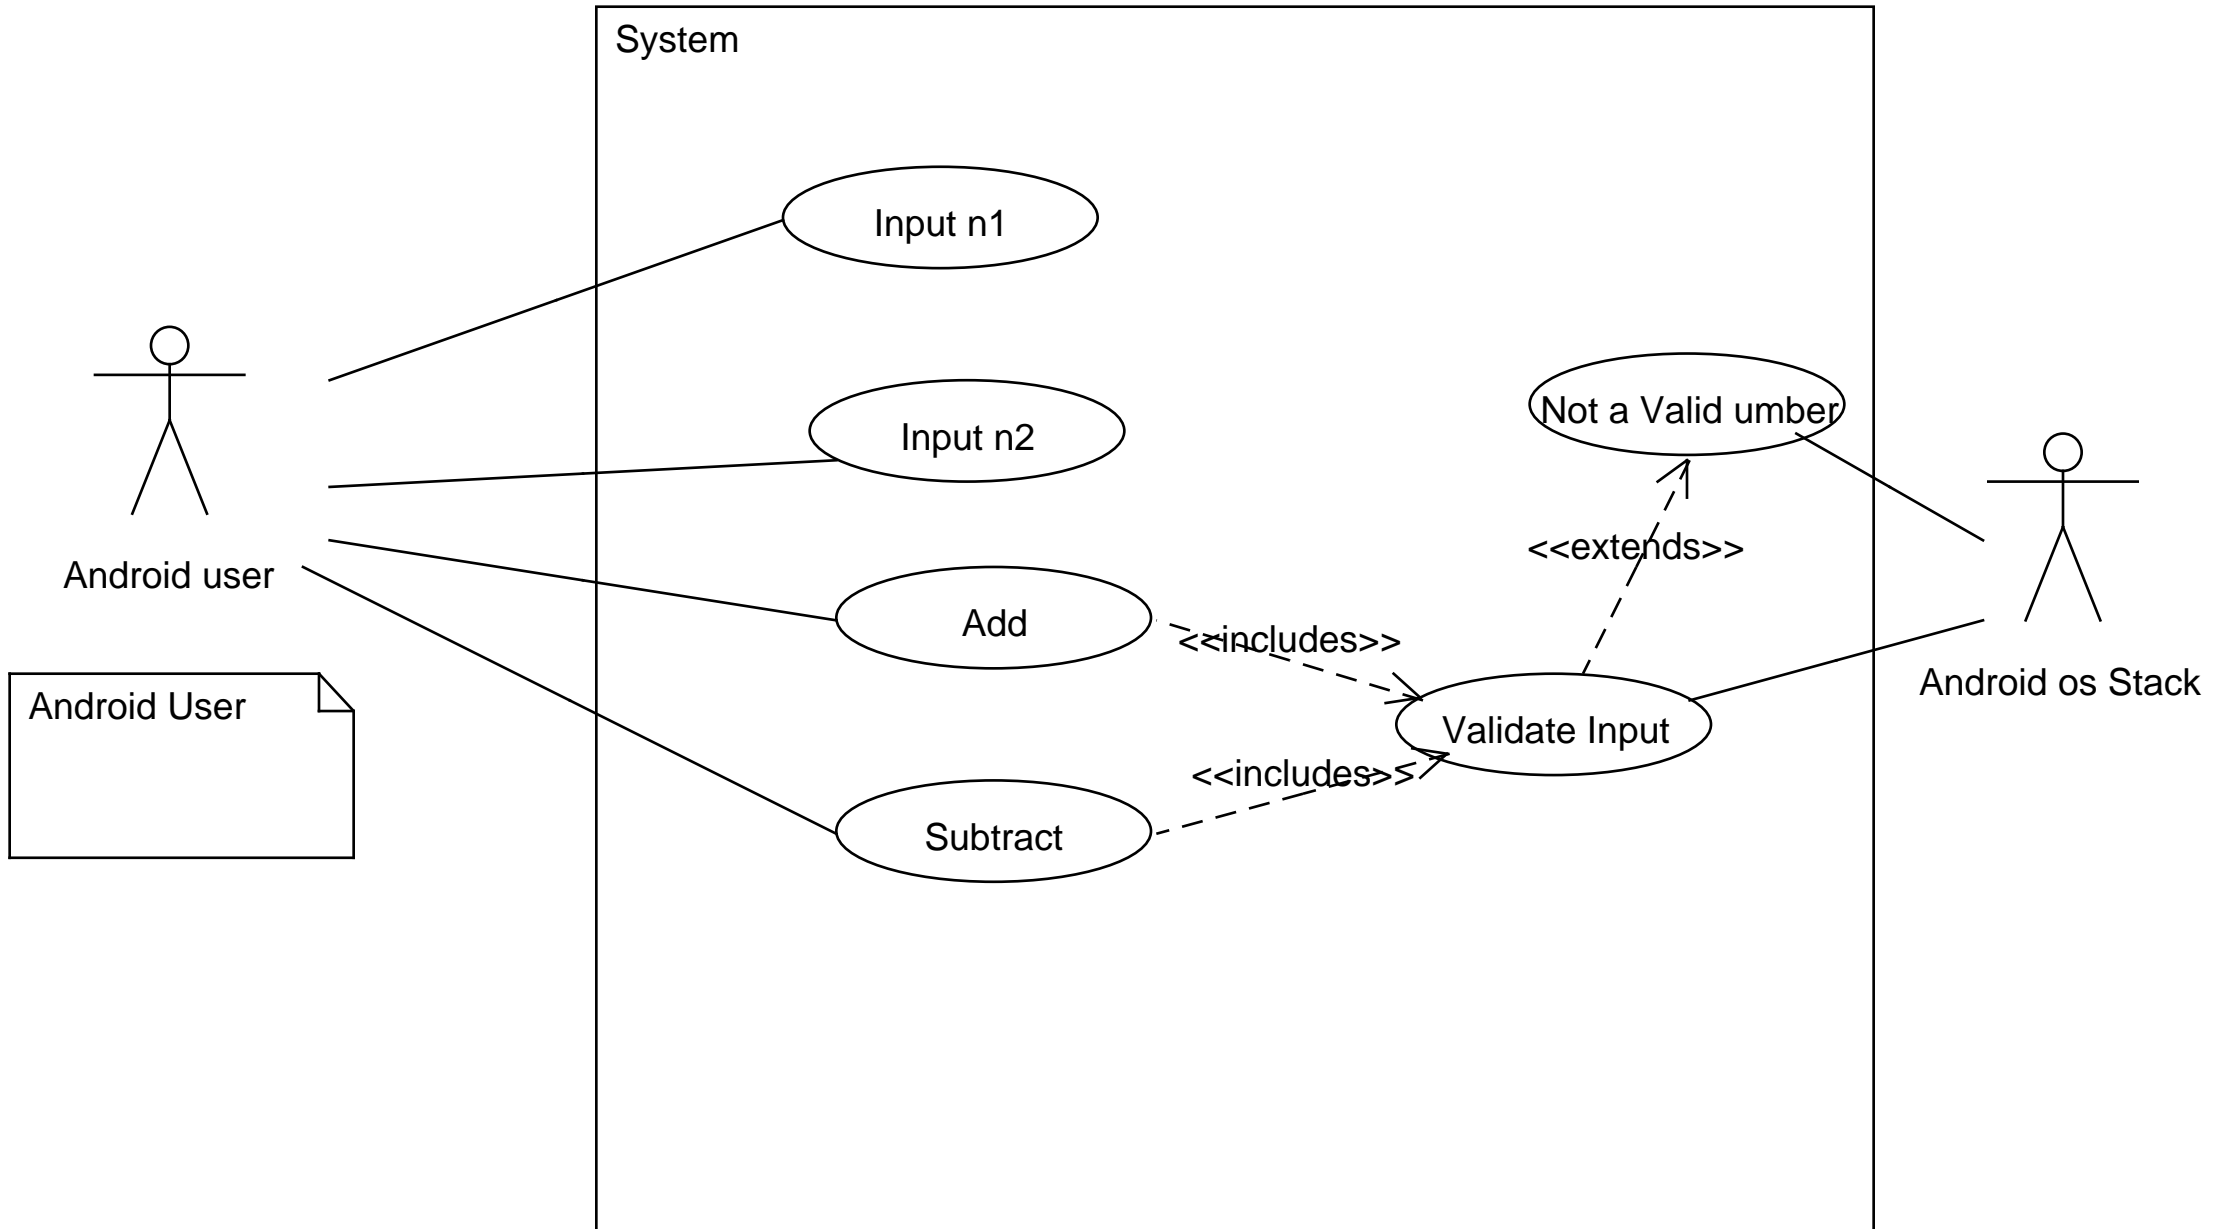 System
Input n1
Input n2
Not a Valid umber
<<extends>>
Android user
Add
<<includes>>
Android os Stack
Android User
Validate Input
<<includes>>
Subtract